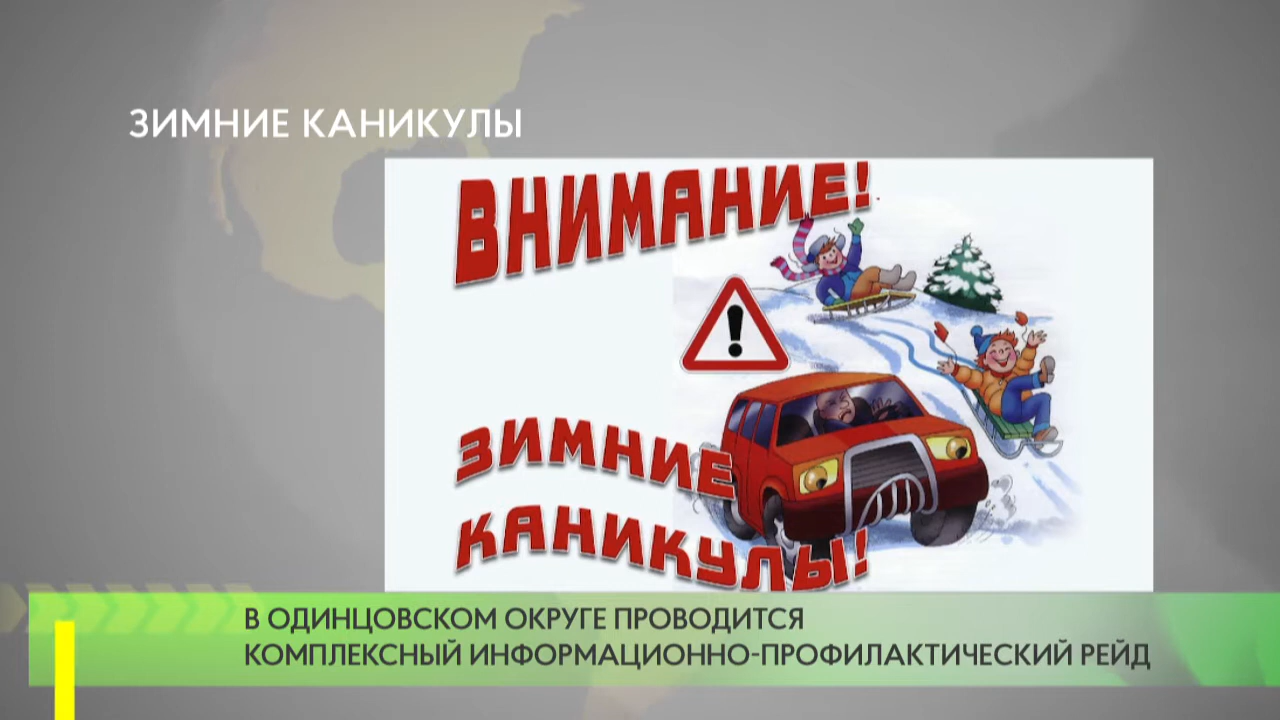 ЗИМНИЕ КАНИКУЛЫ
ВНИМАНИЕ!
ЗИМНИЕ
КАНИКУЛЫ!
В ОДИНЦОВСКОМ ОКРУГЕ ПРОВОДИТСЯ
КОМПЛЕКСНЫЙ ИНФОРМАЦИОННО-ПРОФИЛАКТИЧЕСКИЙ РЕЙД